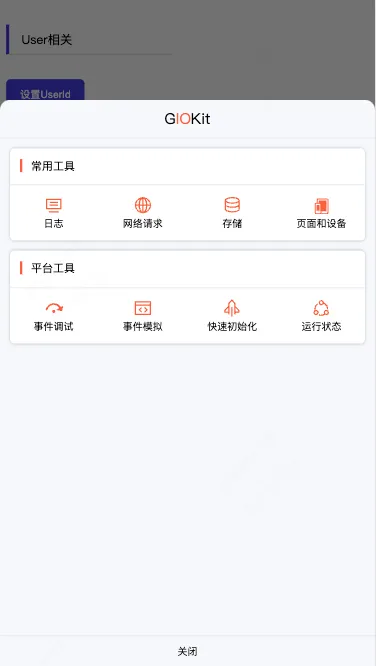 User相关
设置UserId
GIOKit
常用工具
日志
网络请求
存储
页面和设备
平台工具
事件调试
事件模拟
快速初始化
运行状态
关闭